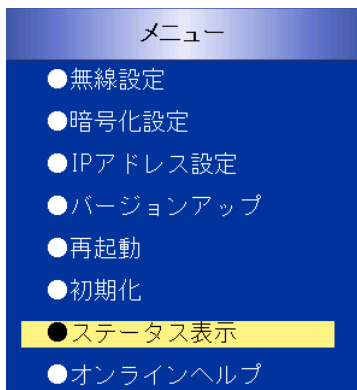 メニュー
●無線設定
●暗号化設定
●IPアドレス設定
●バージョンアップ
●再起動
●初期化
●ステータス表示
●オンラインヘルプ